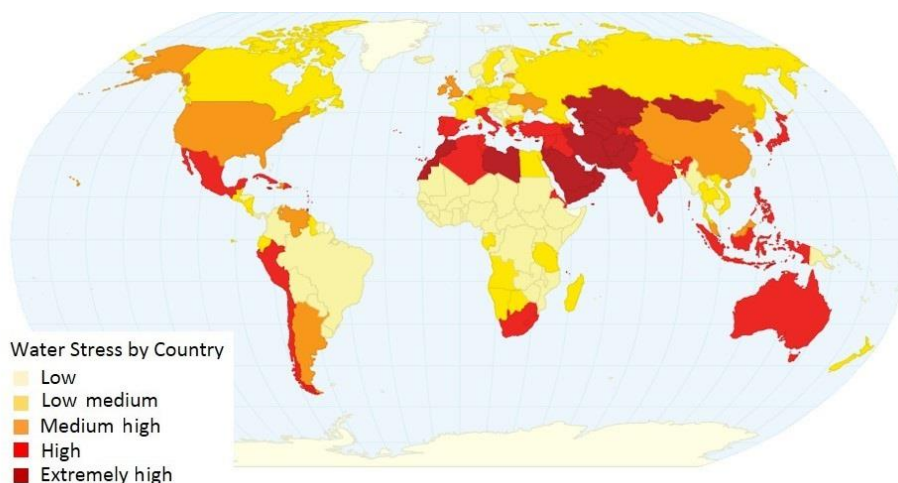 Water Stress by Country
Low
Low medium
Medium high
High
Extremely high